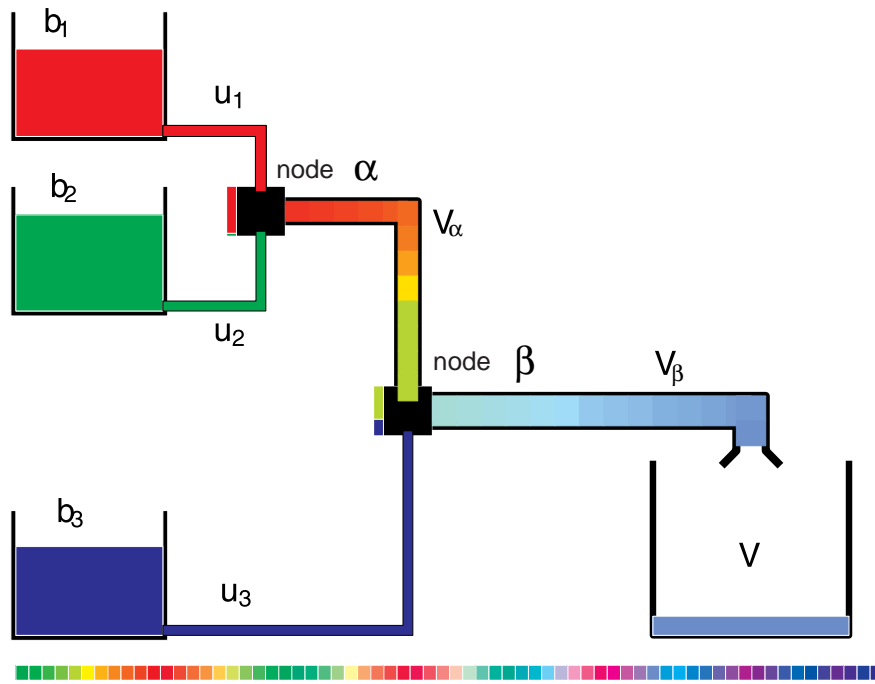 b₁
u₁
node α
b₂
Vα
u₂
node β
Vβ
b₃
V
u₃